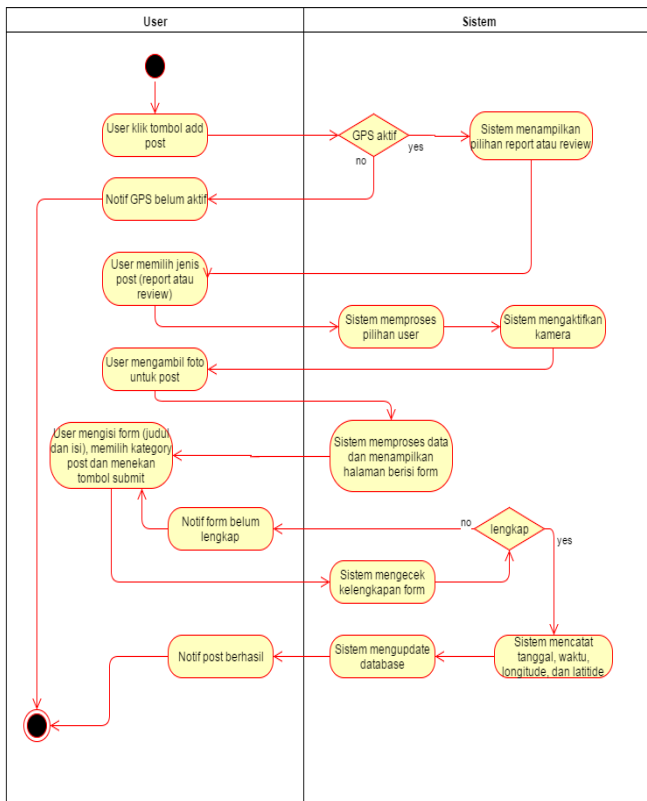 User
Sistem
User klik tombol add
post
GPS aktif
yes
no
Sistem menampilkan
pilihan report atau review
Notif GPS belum aktif
User memilih jenis
post (report atau
review)
Sistem memproses
pilihan user
Sistem mengaktifkan
kamera
User mengambil foto
untuk post
Sistem memproses data
dan menampilkan
halaman berisi form
User mengisi form (judul
dan isi), memilih kategory
post dan menekan
tombol submit
Notif form belum
lengkap
no
lengkap
yes
Sistem mengecek
kelengkapan form
Sistem mencatat
tanggal, waktu,
longitude, dan latitide
Sistem mengupdate
database
Notif post berhasil